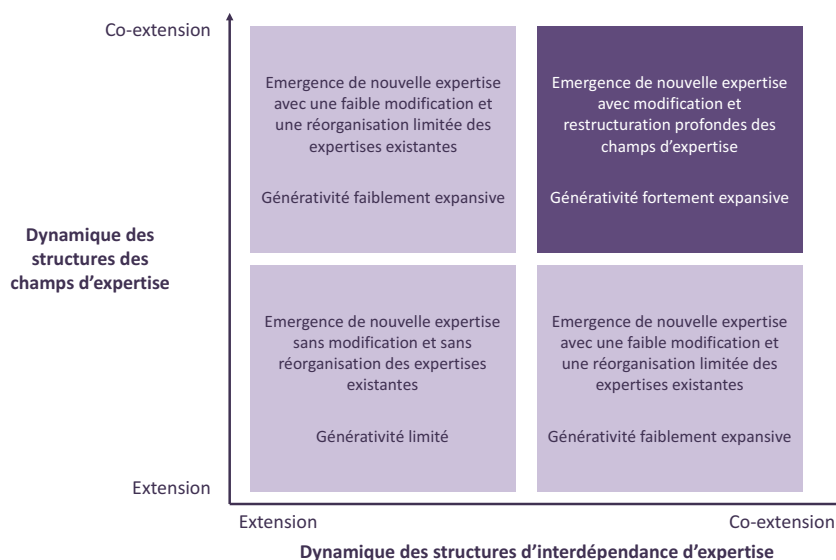 Co-extension
Emergence de nouvelle expertise
avec une faible modification et
une réorganisation limitée des
expertises existantes
Générativité faiblement expansive
Emergence de nouvelle expertise
avec modification et
restructuration profondes des
champs d'expertise
Générativité fortement expansive
Dynamique des
structures des
champs d'expertise
Emergence de nouvelle expertise
sans modification et sans
réorganisation des expertises
existantes
Générativité limité
Emergence de nouvelle expertise
avec une faible modification et
une réorganisation limitée des
expertises existantes
Générativité faiblement expansive
Extension
Extension
Co-extension
Dynamique des structures d'interdépendance d'expertise